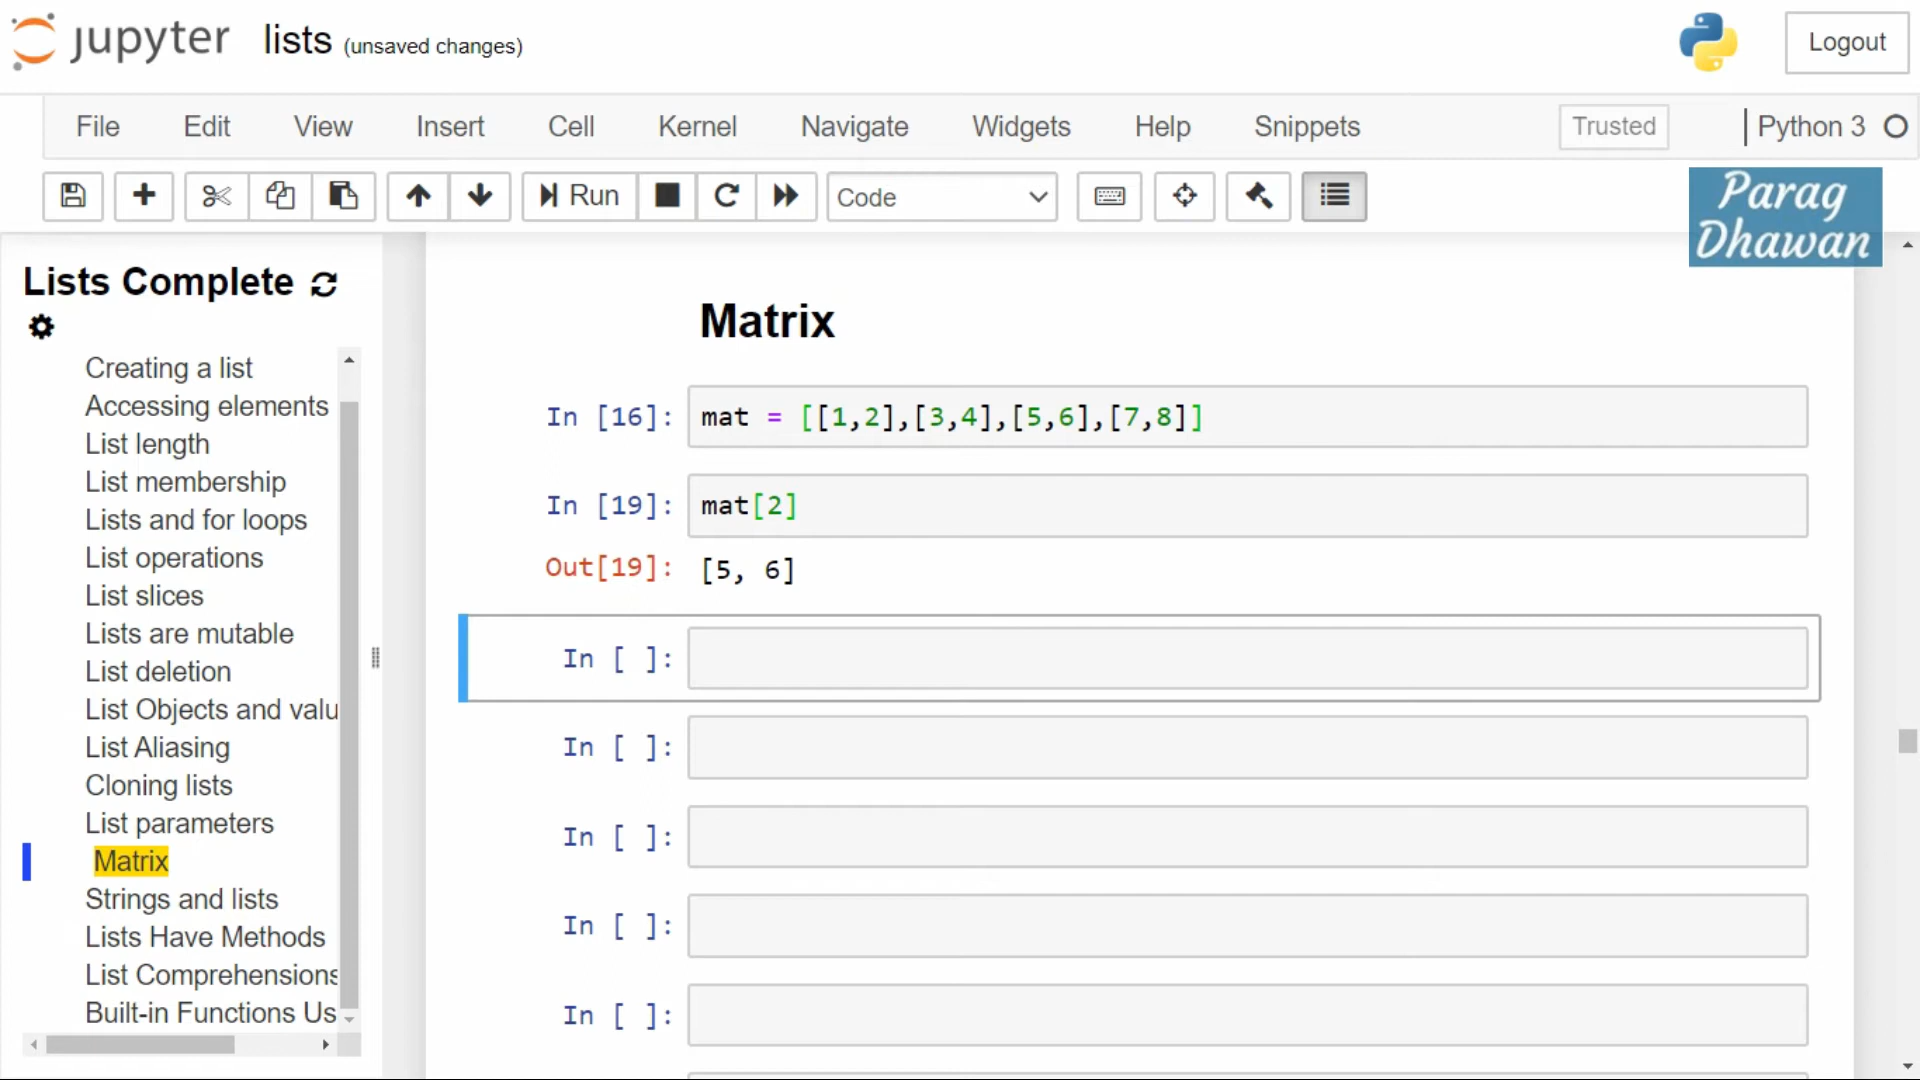 jupyter lists (unsaved changes)
Logout
File Edit View Insert Cell Kernel Navigate Widgets Help Snippets Trusted Python 3
Run Code
Parag
Dhawan
Lists Complete
Creating a list
Accessing elements
List length
List membership
Lists and for loops
List operations
List slices
Lists are mutable
List deletion
List Objects and valu
List Aliasing
Cloning lists
List parameters
Matrix
Strings and lists
Lists Have Methods
List Comprehensions
Built-in Functions Us
Matrix
In [16]: mat = [[1,2],[3,4],[5,6],[7,8]]
In [19]: mat[2]
Out[19]: [5, 6]
In [ ]:
In [ ]:
In [ ]:
In [ ]:
In [ ]: